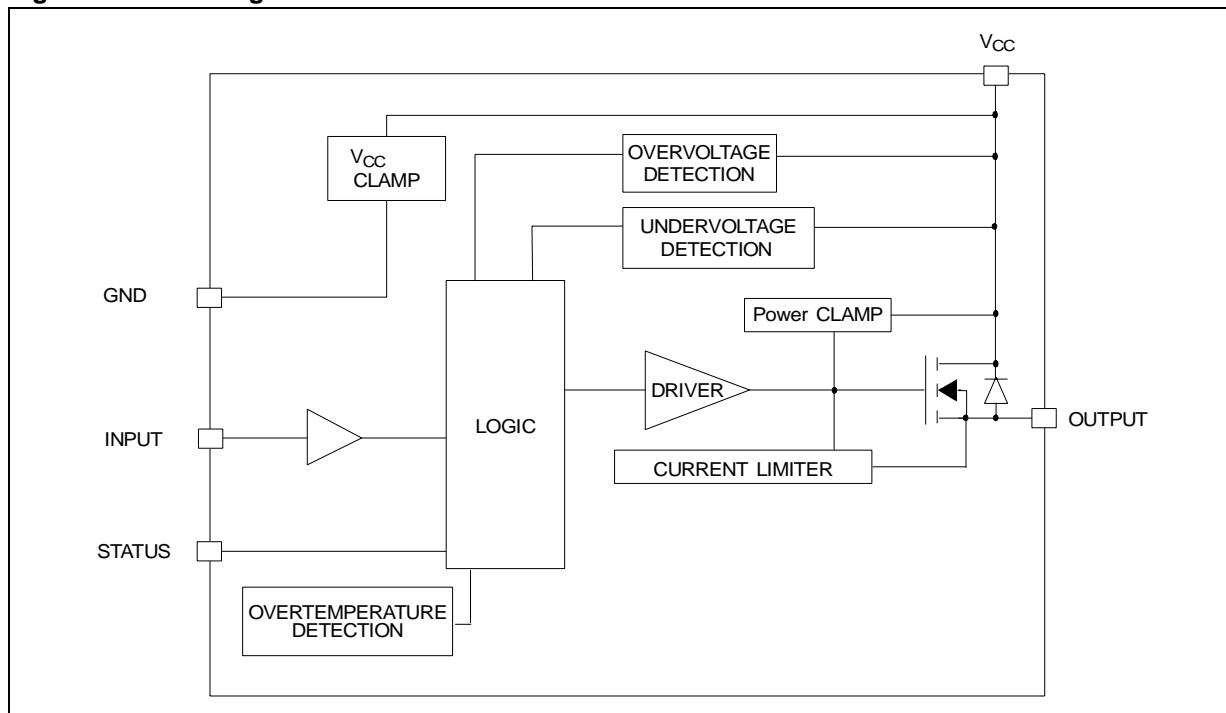 VCC
VCC
CLAMP
OVERVOLTAGE
DETECTION
UNDERVOLTAGE
DETECTION
GND
Power CLAMP
DRIVER
LOGIC
INPUT
OUTPUT
CURRENT LIMITER
STATUS
OVERTEMPERATURE
DETECTION